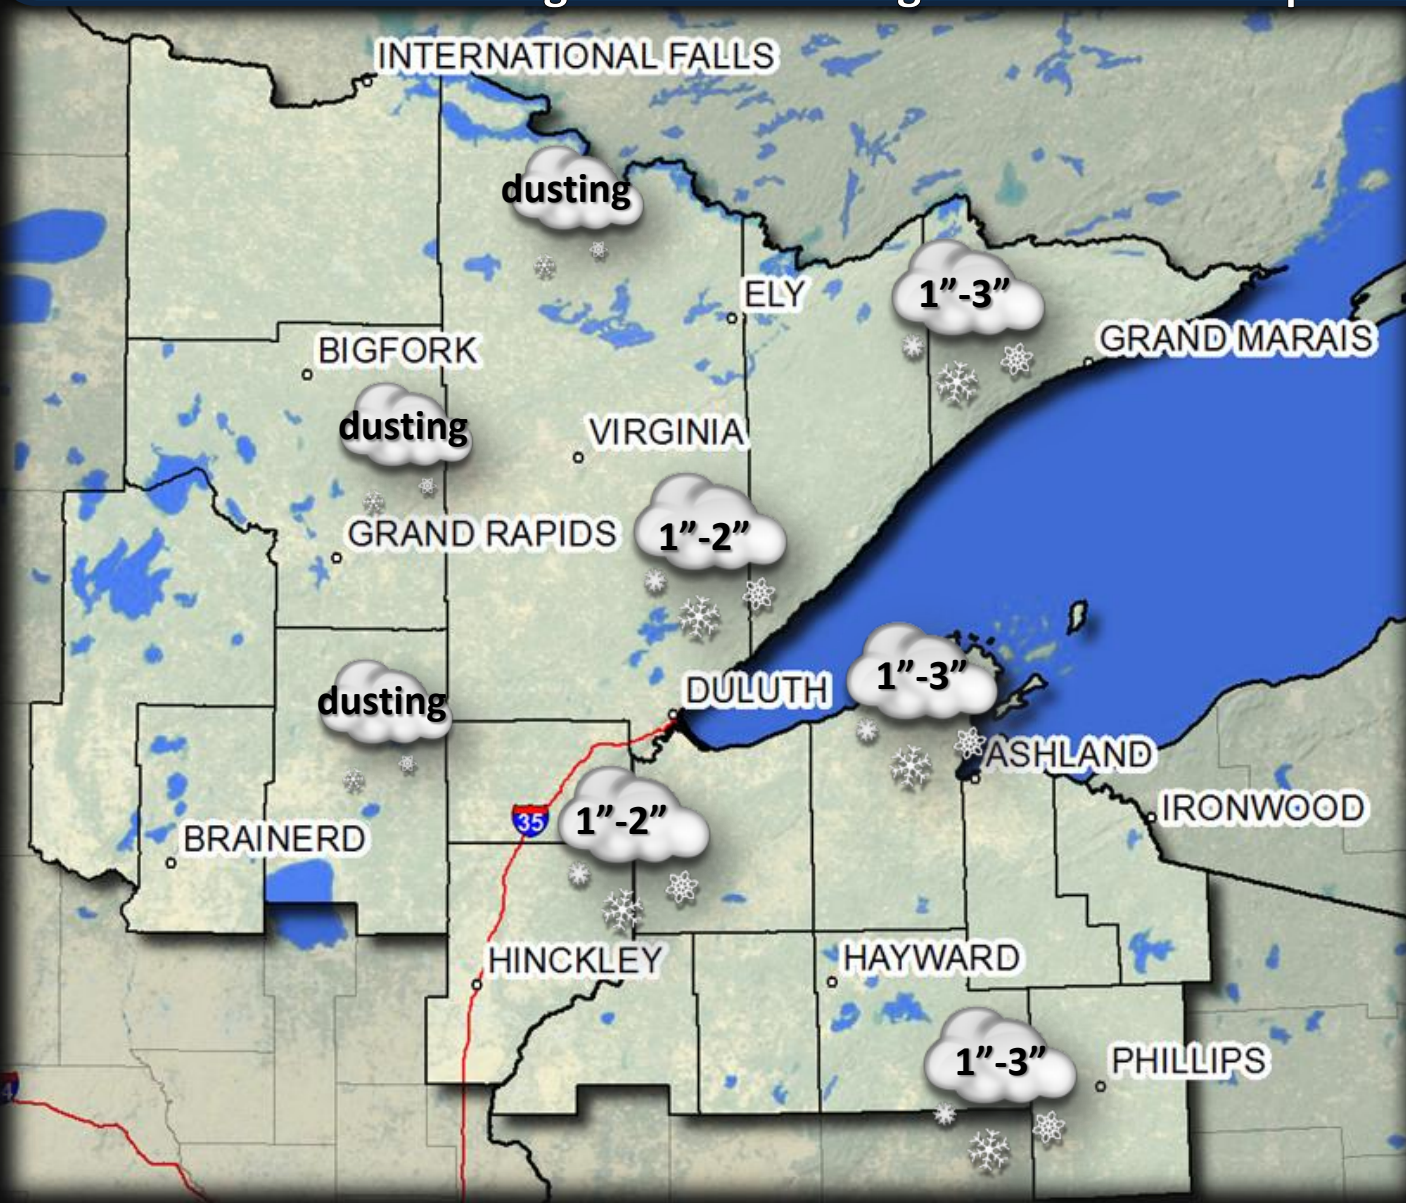 INTERNATIONAL FALLS
dusting
ELY
1”-3”
GRAND MARAIS
BIGFORK
dusting
VIRGINIA
GRAND RAPIDS
1”-2”
DULUTH
1”-3”
dusting
ASHLAND
IRONWOOD
35
1”-2”
BRAINERD
HINCKLEY
HAYWARD
1”-3”
PHILLIPS
4